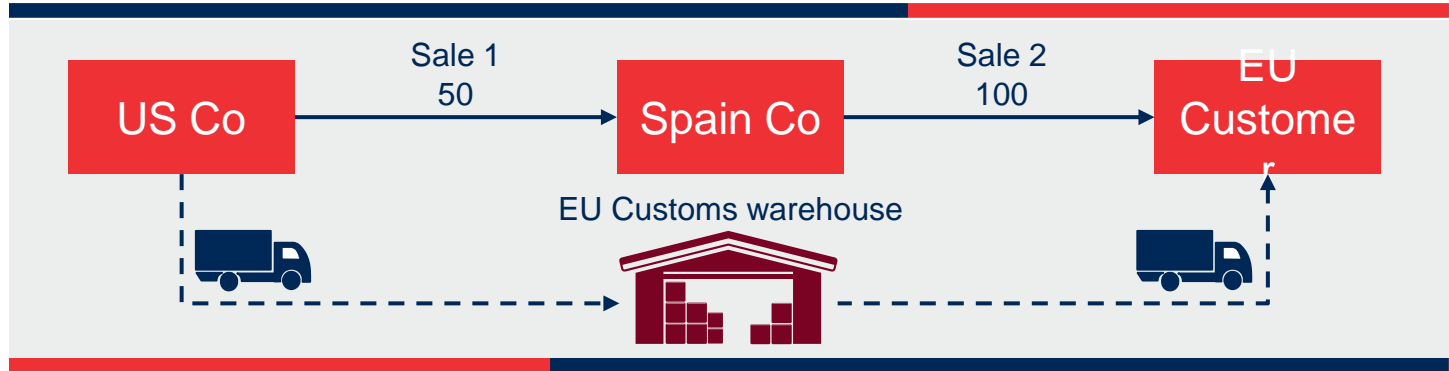 Sale 1
50
Sale 2
100
US Co
Spain Co
EU
Custome
r
EU Customs warehouse